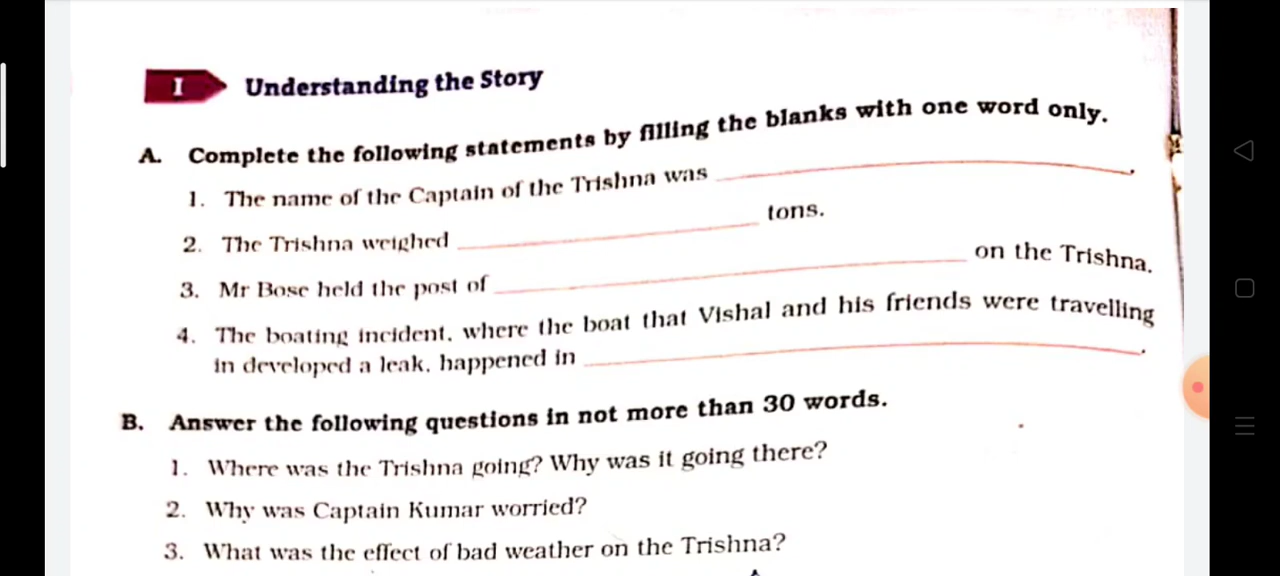 I Understanding the Story
A. Complete the following statements by filling the blanks with one word only.
1. The name of the Captain of the Trishna was ______.
2. The Trishna weighed ______ tons.
3. Mr Bose held the post of ______ on the Trishna.
4. The boating incident, where the boat that Vishal and his friends were travelling
in developed a leak, happened in ______.
B. Answer the following questions in not more than 30 words.
1. Where was the Trishna going? Why was it going there?
2. Why was Captain Kumar worried?
3. What was the effect of bad weather on the Trishna?